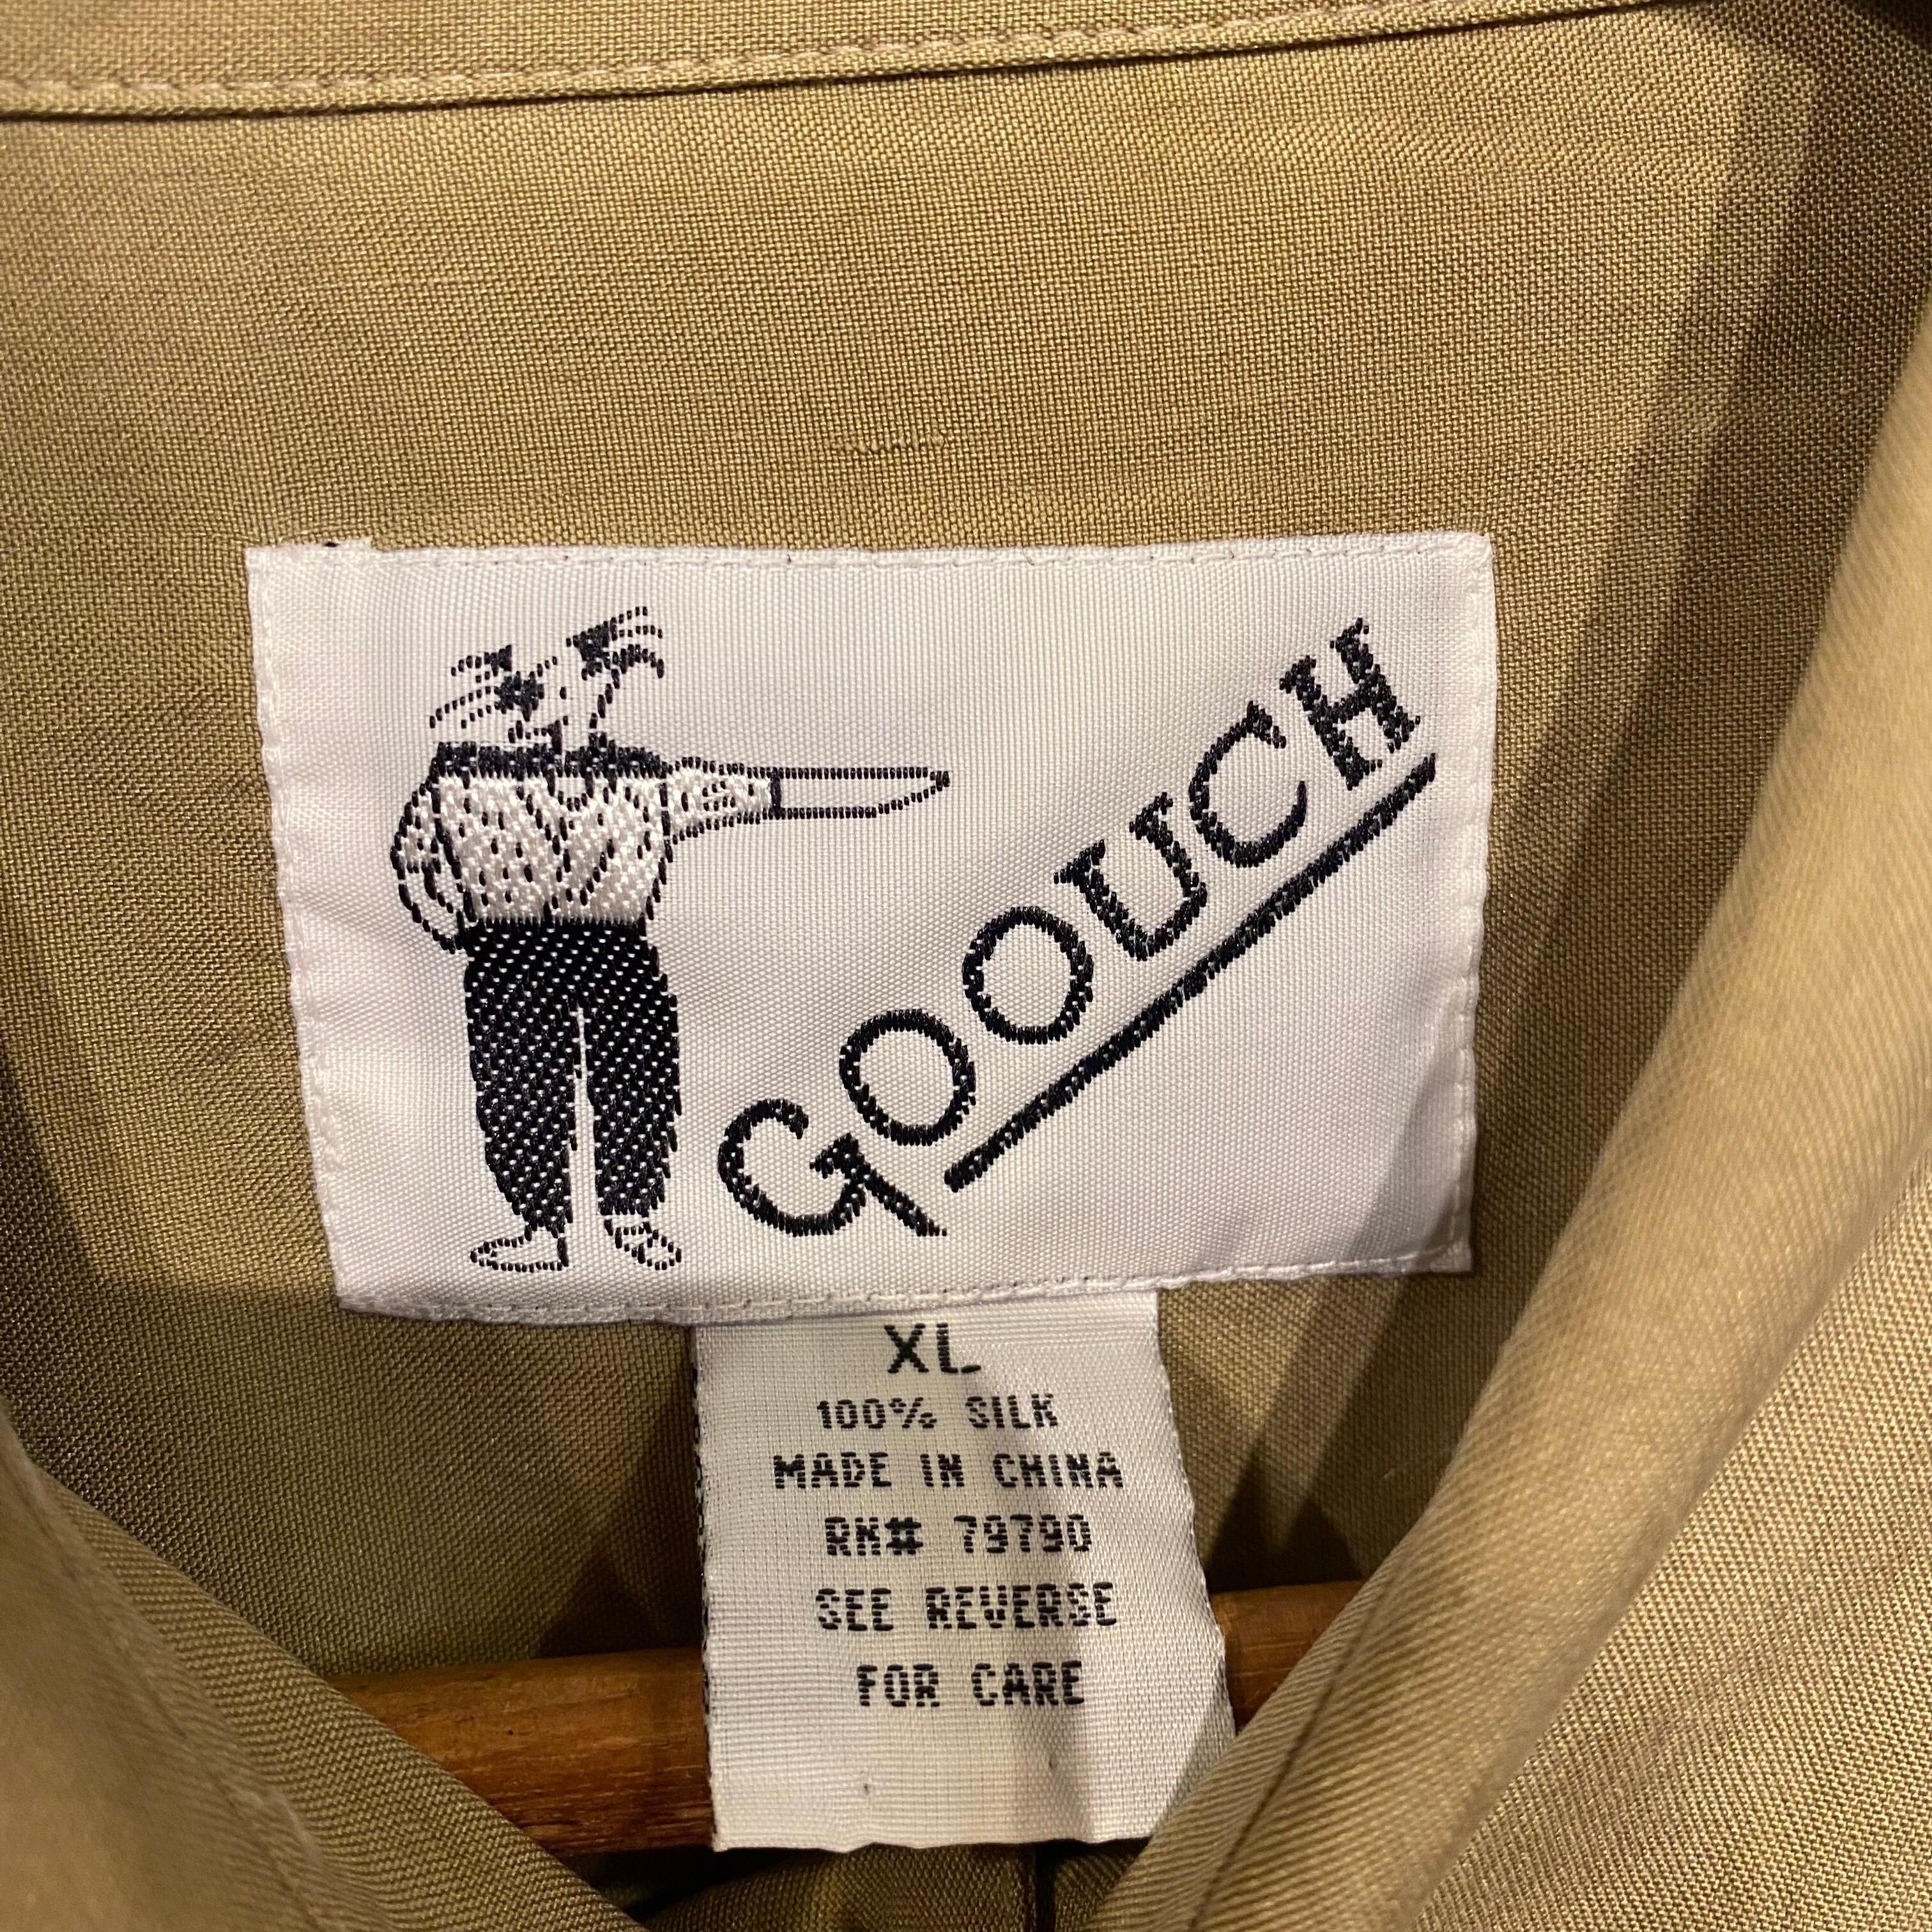 GOOUCH
XL
100% SILK
MADE IN CHINA
RN# 79790
SEE REVERSE
FOR CARE